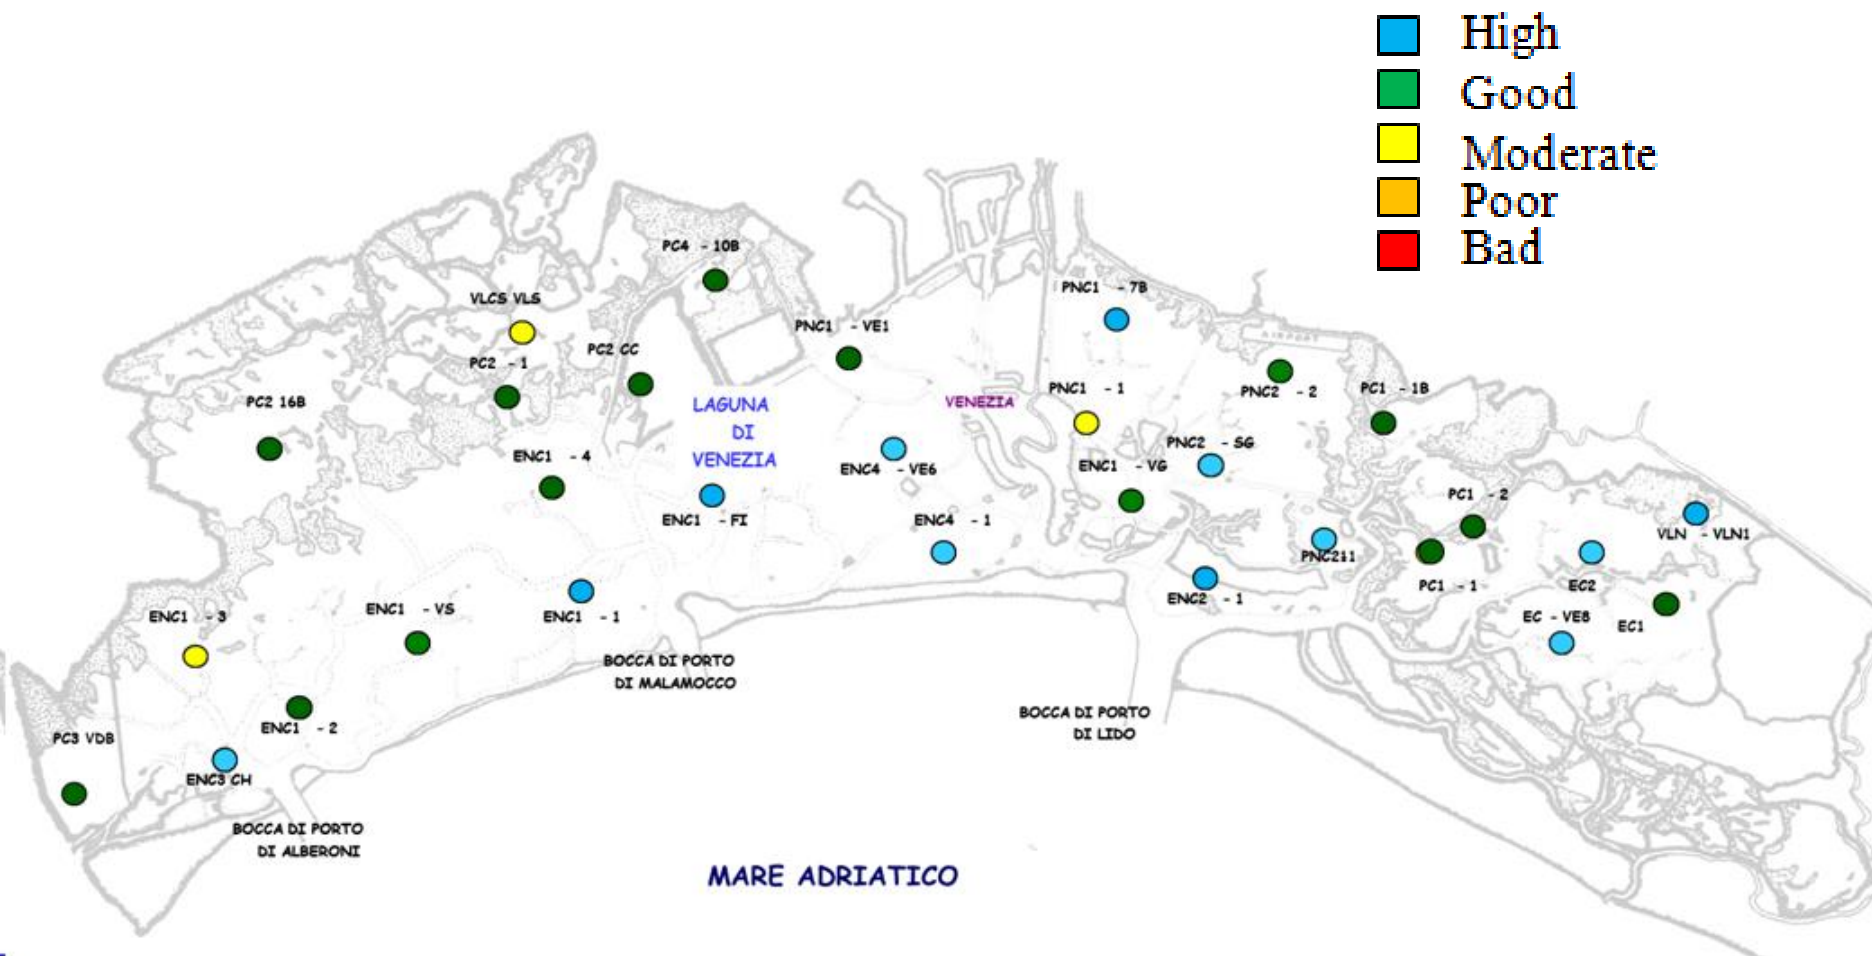 High
Good
Moderate
Poor
Bad
PC4 - 10B
PNC1 - 7B
VLCS VLS
PNC1 - VE1
AIRPORT
PC2 CC
PC2 - 1
PNC1 - 1
PNC2 - 2
PC1 - 1B
PC2 16B
LAGUNA
DI
VENEZIA
VENEZIA
PNC2 - SG
ENC1 - 4
ENC4 - VE6
ENC1 - VG
PC1 - 2
ENC1 - FI
ENC4 - 1
VLN - VLN1
PNC211
PC1 - 1
EC2
ENC2 - 1
ENC1 - 3
ENC1 - VS
ENC1 - 1
EC - VE8
EC1
BOCCA DI PORTO
DI MALAMOCCO
ENC1 - 2
BOCCA DI PORTO
DI LIDO
PC3 VDB
ENC3 CH
BOCCA DI PORTO
DI ALBERONI
MARE ADRIATICO